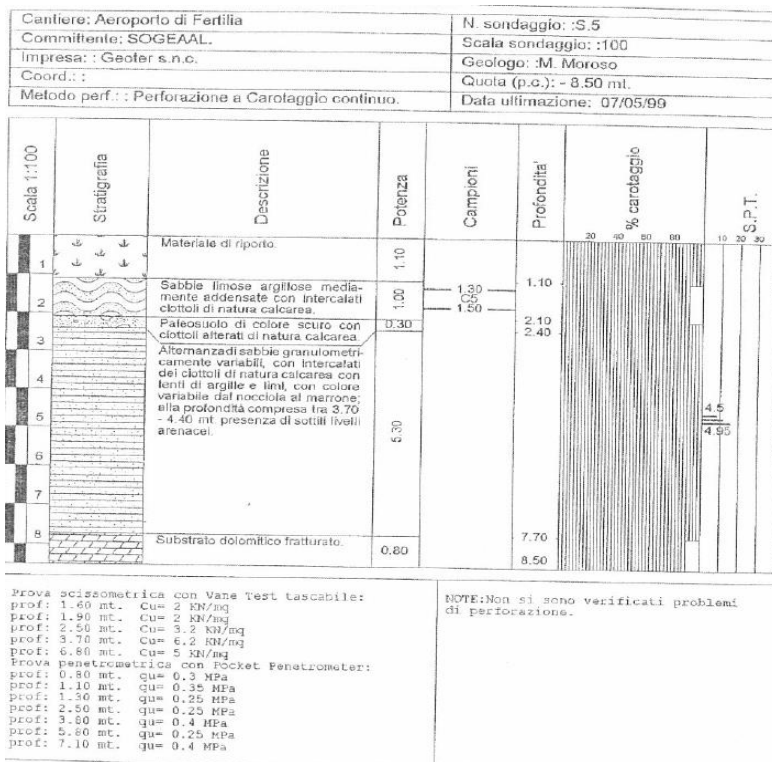 Cantiere: Aeroporto di Fertilia
Committente: SOGEAAL.
Impresa: : Geoter s.n.c.
Coord.: :
Metodo perf.: : Perforazione a Carotaggio continuo.
N. sondaggio: :S.5
Scala sondaggio: :100
Geologo: :M. Moroso
Quota (p.c.): - 8.50 mt.
Data ultimazione: 07/05/99
Scala 1:100
Stratigrafia
Descrizione
Potenza
Campioni
Profondita'
% carotaggio
S.P.T.
20 40 60 80
10 20 30
1
Materiale di riporto.
1.10
1.10
2
Sabbie limose argillose media-
mente addensate con intercalati
ciottoli di natura calcarea.
1.00
1.30
C5
1.50
2.10
Paleosuolo di colore scuro con
ciottoli alterati di natura calcarea.
0.30
2.40
3
Alternanza di sabbie granulometri-
camente variabili, con intercalati
dei ciottoli di natura calcarea con
lenti di argille e limi, con colore
variabile dal nocciola al marrone;
alla profondità compresa tra 3.70
- 4.40 mt. presenza di sottili livelli
arenacei.
4
5
6
7
5.30
4.5
4.95
7.70
8
Substrato dolomitico fratturato.
0.80
8.50
Prova scissometrica con Vane Test tascabile:
prof: 1.60 mt. Cu= 2 KN/mq
prof: 1.90 mt. Cu= 2 KN/mq
prof: 2.50 mt. Cu= 3.2 KN/mq
prof: 3.70 mt. Cu= 6.2 KN/mq
prof: 6.80 mt. Cu= 5 KN/mq
Prova penetrometrica con Pocket Penetrometer:
prof: 0.80 mt. qu= 0.3 MPa
prof: 1.10 mt. qu= 0.35 MPa
prof: 1.30 mt. qu= 0.25 MPa
prof: 2.50 mt. qu= 0.25 MPa
prof: 3.80 mt. qu= 0.4 MPa
prof: 5.80 mt. qu= 0.25 MPa
prof: 7.10 mt. qu= 0.4 MPa
NOTE:Non si sono verificati problemi
di perforazione.